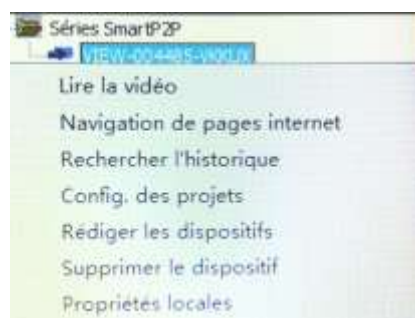 Séries SmartP2P
Lire la vidéo
Navigation de pages internet
Rechercher l'historique
Config. des projets
Rédiger les dispositifs
Supprimer le dispositif
Propriétés locales